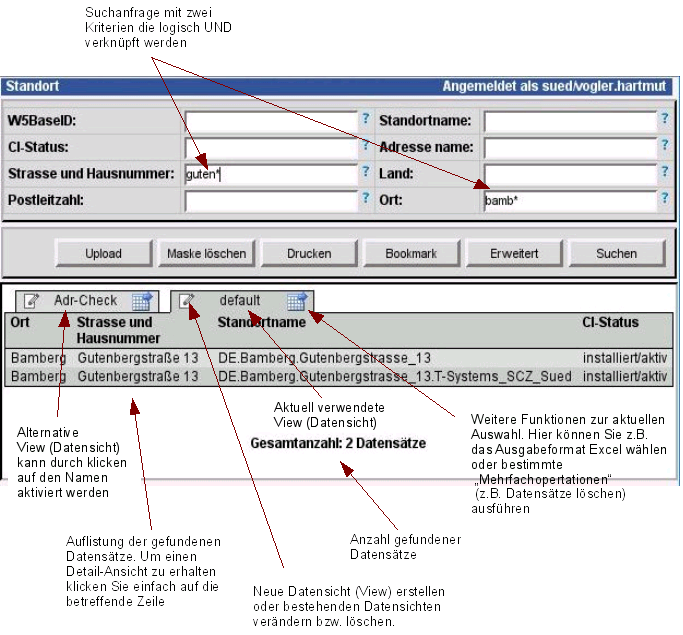 Suchanfrage mit zwei
Kriterien die logisch UND
verknüpft werden
Standort Angemeldet als sued/vogler.hartmut
W5BaseID: ? Standortname: ?
CI-Status: ? Adresse name: ?
Strasse und Hausnummer: guten* ? Land: ?
Postleitzahl: ? Ort: bamb* ?
Upload Maske löschen Drucken Bookmark Erweitert Suchen
Adr-Check default
Ort Strasse und Standortname CI-Status
Hausnummer
Bamberg Gutenbergstraße 13 DE.Bamberg.Gutenbergstrasse_13 installiert/aktiv
Bamberg Gutenbergstraße 13 DE.Bamberg.Gutenbergstrasse_13.T-Systems_SCZ_Sued installiert/aktiv
Aktuell verwendete
View (Datensicht)
Gesamtanzahl: 2 Datensätze
Alternative
View (Datensicht)
kann durch klicken
auf den Namen
aktiviert werden
Weitere Funktionen zur aktuellen
Auswahl. Hier können Sie z.B.
das Ausgabeformat Excel wählen
oder bestimmte
„Mehrfachopertationen“
(z.B. Datensätze löschen)
ausführen
Auflistung der gefundenen
Datensätze. Um einen
Detail-Ansicht zu erhalten
klicken Sie einfach auf die
betreffende Zeile
Anzahl gefundener
Datensätze
Neue Datensicht (View) erstellen
oder bestehenden Datensichten
verändern bzw. löschen.